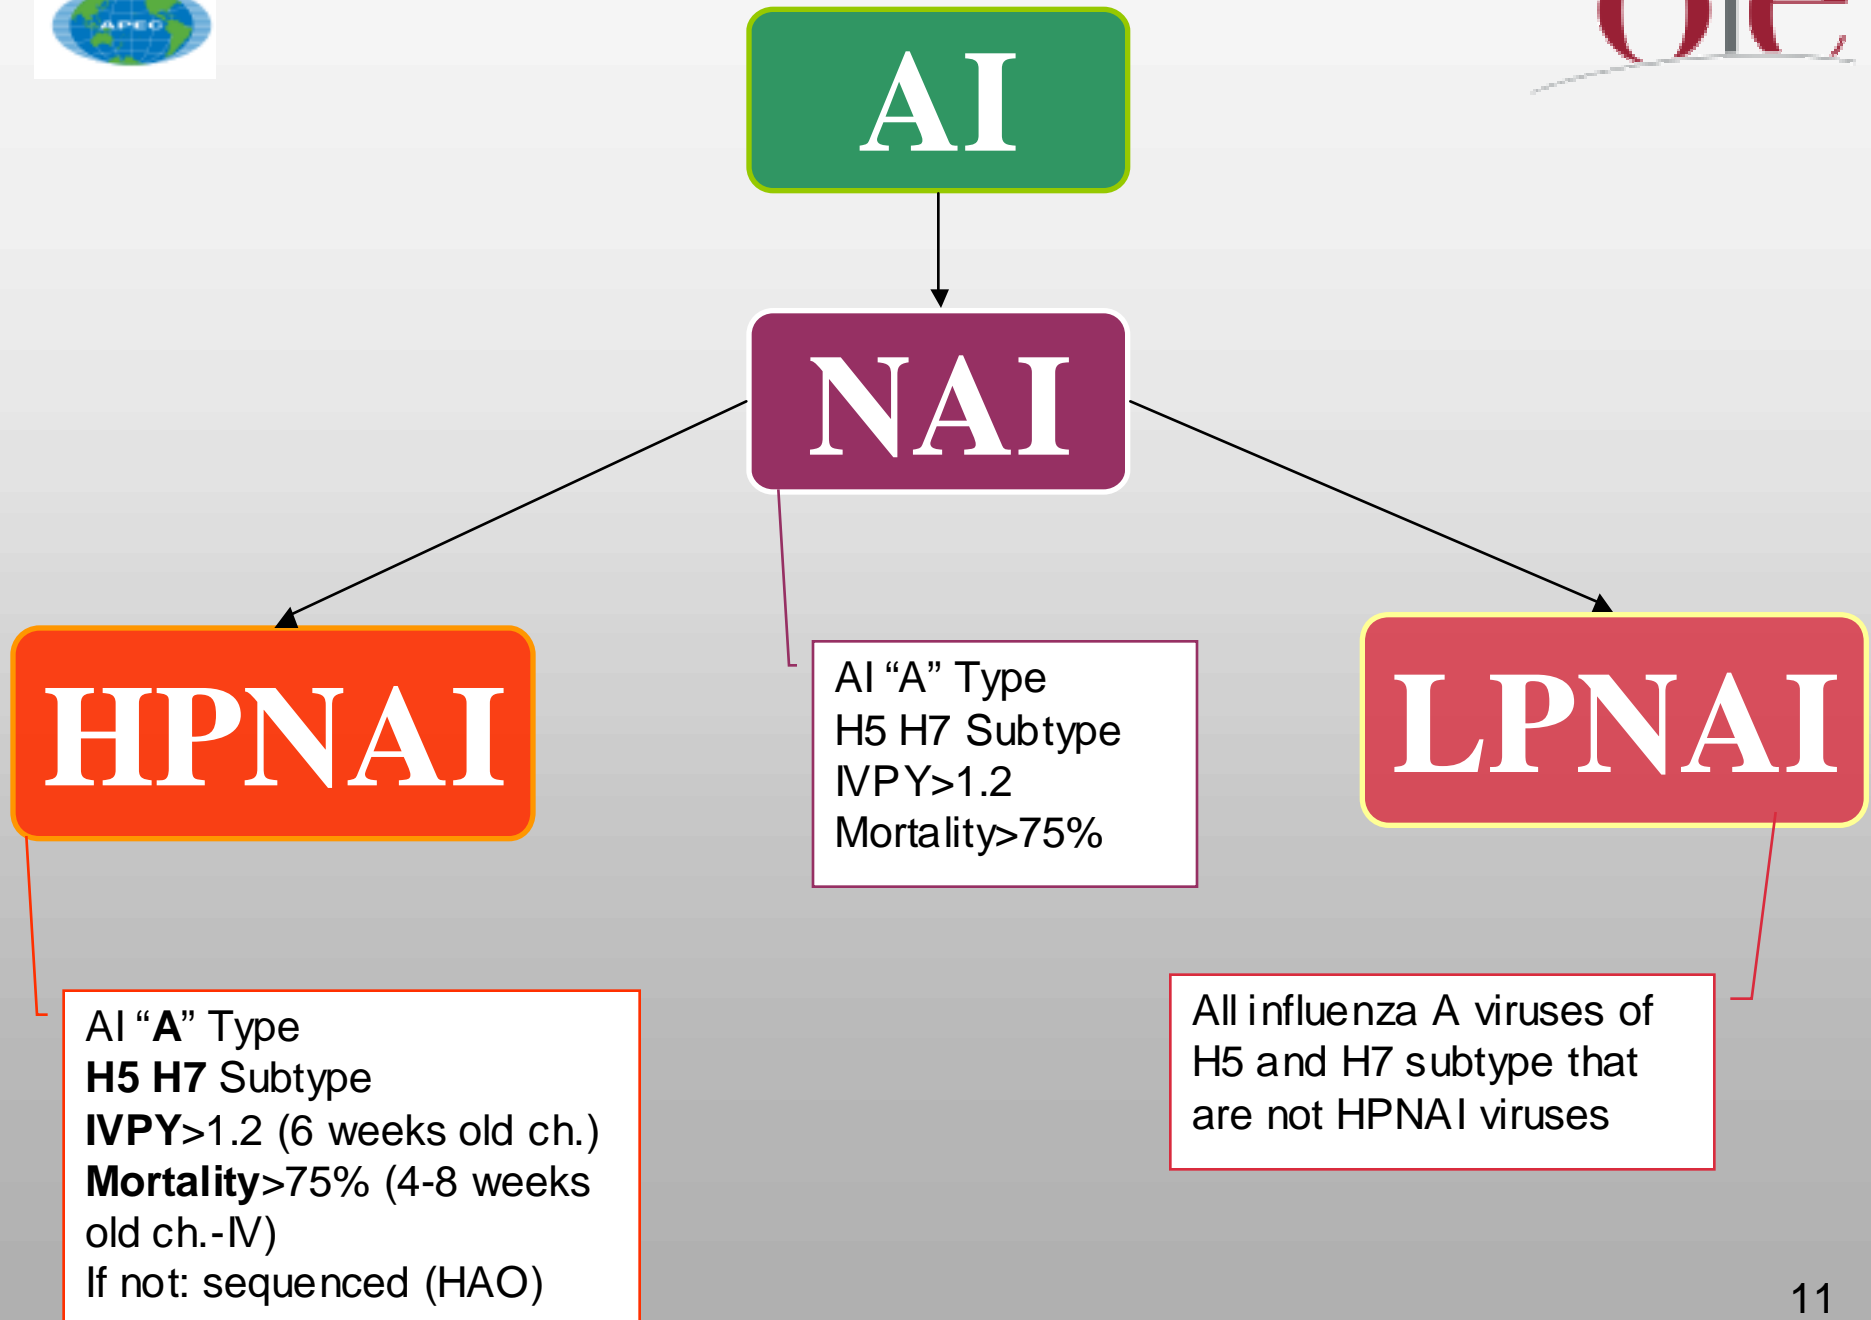 APEC
oie
AI
NAI
HPNAI
LPNAI
AI “A” Type
H5 H7 Subtype
IVPY>1.2
Mortality>75%
All influenza A viruses of
H5 and H7 subtype that
are not HPNAI viruses
AI “A” Type
H5 H7 Subtype
IVPY>1.2 (6 weeks old ch.)
Mortality>75% (4-8 weeks
old ch.-IV)
If not: sequenced (HAO)
11